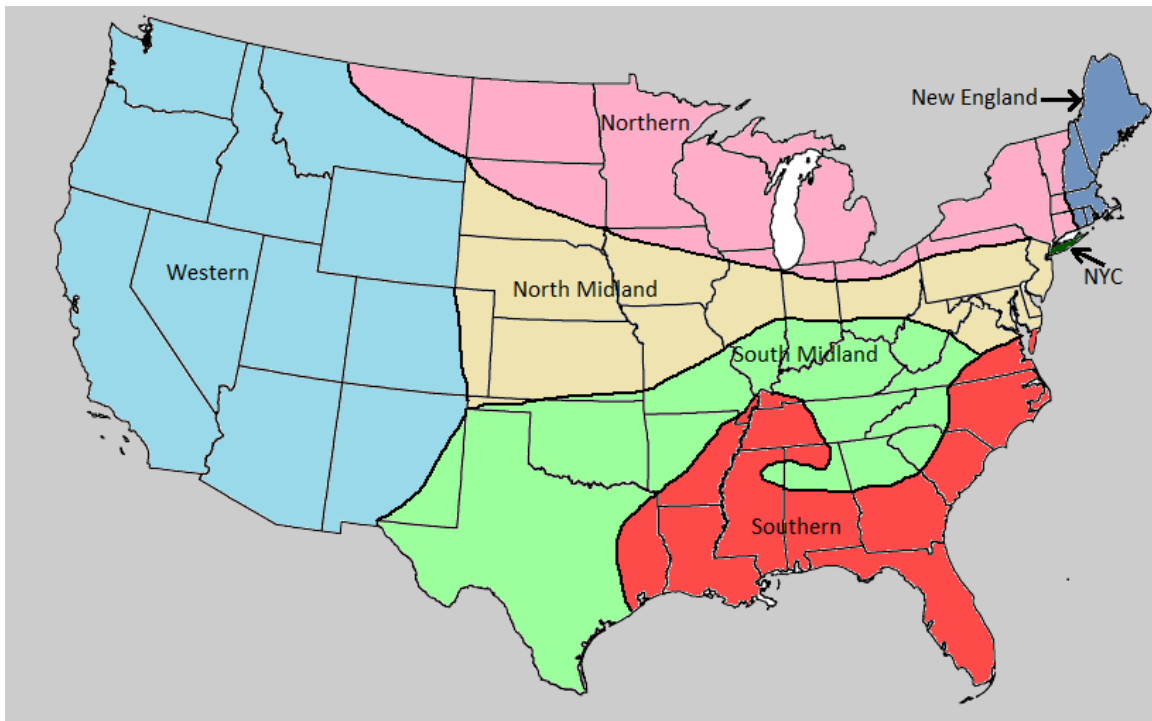 New England
Northern
NYC
Western
North Midland
South Midland
Southern